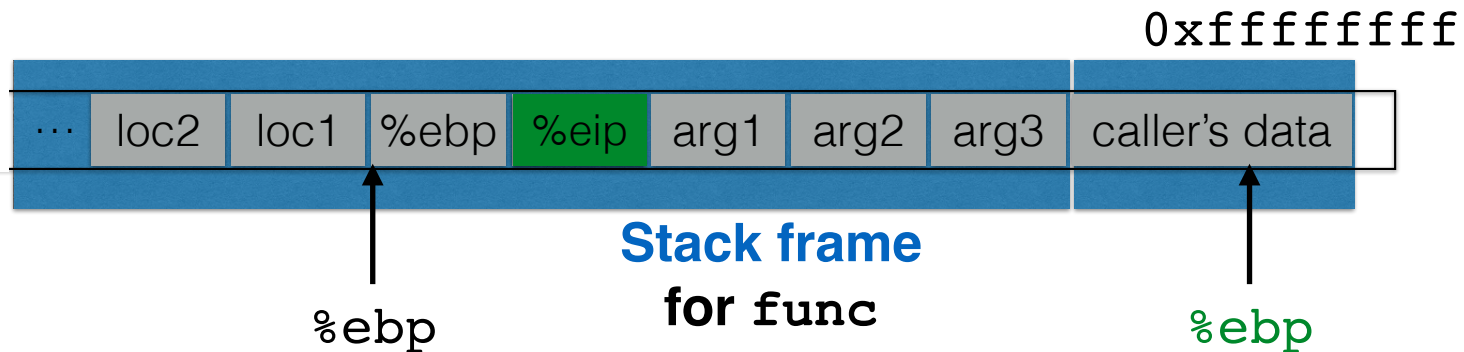 0xffffffff
... loc2 loc1 %ebp %eip arg1 arg2 arg3 caller's data
Stack frame
for func
%ebp %ebp